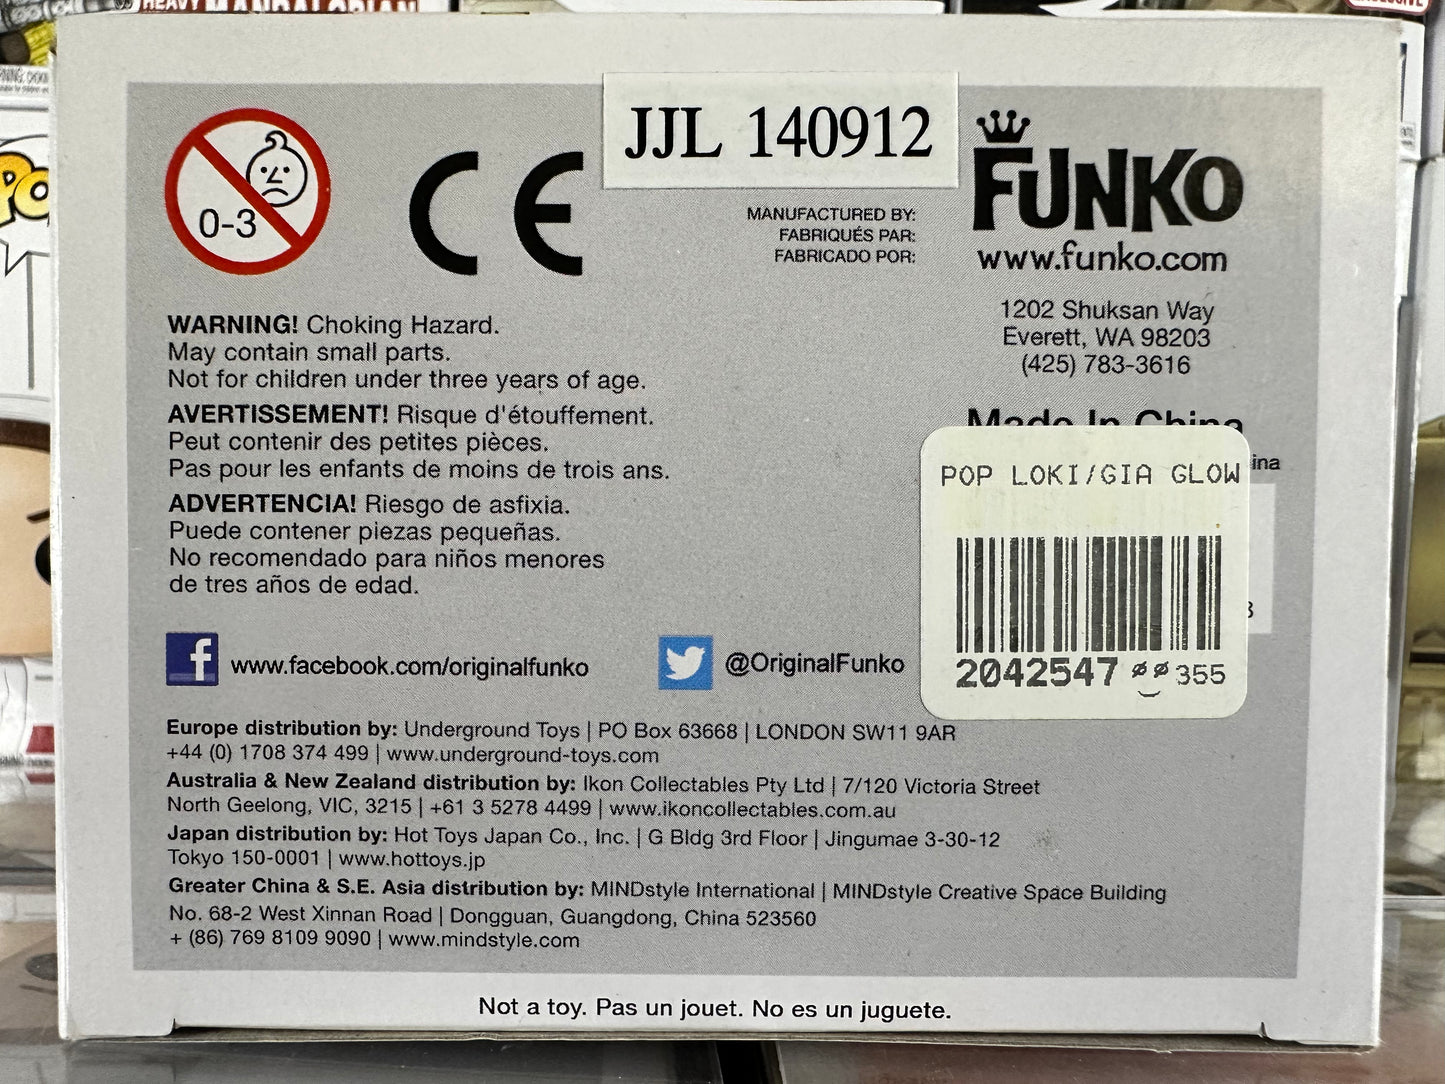 HEAVY MANDALORIAN
JJL 140912
0-3
CE
MANUFACTURED BY:
FABRIQUÉS PAR:
FABRICADO POR:
FUNKO
www.funko.com
1202 Shuksan Way
Everett, WA 98203
(425) 783-3616
Made In China
ina
WARNING! Choking Hazard.
May contain small parts.
Not for children under three years of age.
AVERTISSEMENT! Risque d'étouffement.
Peut contenir des petites pièces.
Pas pour les enfants de moins de trois ans.
ADVERTENCIA! Riesgo de asfixia.
Puede contener piezas pequeñas.
No recomendado para niños menores
de tres años de edad.
POP LOKI/GIA GLOW
2042547 355
f www.facebook.com/originalfunko
@OriginalFunko
Europe distribution by: Underground Toys | PO Box 63668 | LONDON SW11 9AR
+44 (0) 1708 374 499 | www.underground-toys.com
Australia & New Zealand distribution by: Ikon Collectables Pty Ltd | 7/120 Victoria Street
North Geelong, VIC, 3215 | +61 3 5278 4499 | www.ikoncollectables.com.au
Japan distribution by: Hot Toys Japan Co., Inc. | G Bldg 3rd Floor | Jingumae 3-30-12
Tokyo 150-0001 | www.hottoys.jp
Greater China & S.E. Asia distribution by: MINDstyle International | MINDstyle Creative Space Building
No. 68-2 West Xinnan Road | Dongguan, Guangdong, China 523560
+ (86) 769 8109 9090 | www.mindstyle.com
Not a toy. Pas un jouet. No es un juguete.